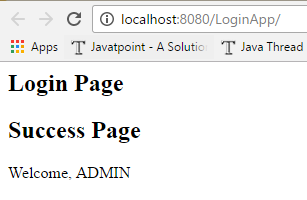 localhost:8080/LoginApp/
Apps Javatpoint - A Solution Java Thread
Login Page
Success Page
Welcome, ADMIN